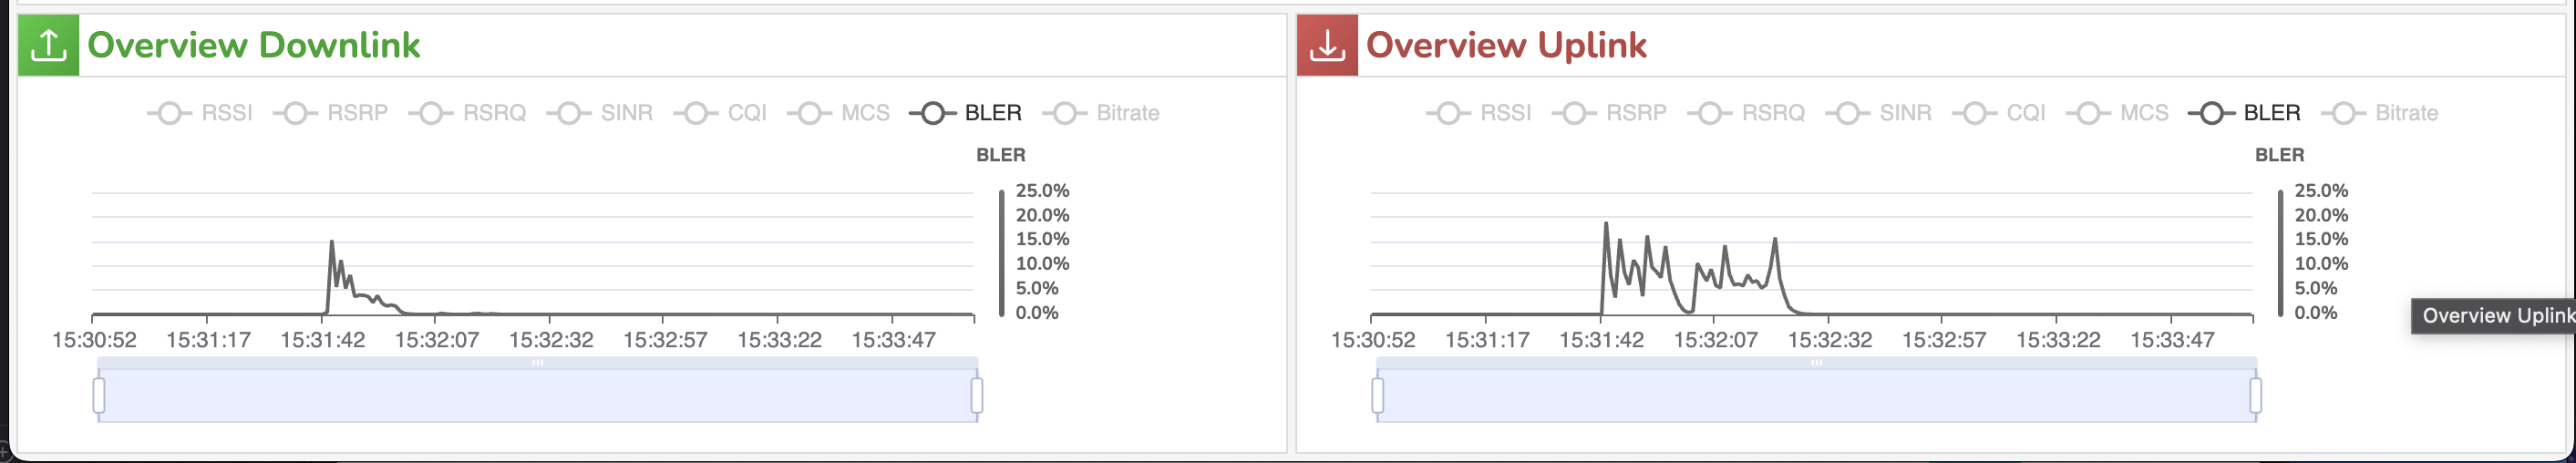 Overview Downlink
RSSI RSRP RSRQ SINR CQI MCS BLER Bitrate
BLER
25.0%
20.0%
15.0%
10.0%
5.0%
0.0%
15:30:52 15:31:17 15:31:42 15:32:07 15:32:32 15:32:57 15:33:22 15:33:47
Overview Uplink
RSSI RSRP RSRQ SINR CQI MCS BLER Bitrate
BLER
25.0%
20.0%
15.0%
10.0%
5.0%
0.0%
15:30:52 15:31:17 15:31:42 15:32:07 15:32:32 15:32:57 15:33:22 15:33:47
Overview Uplink